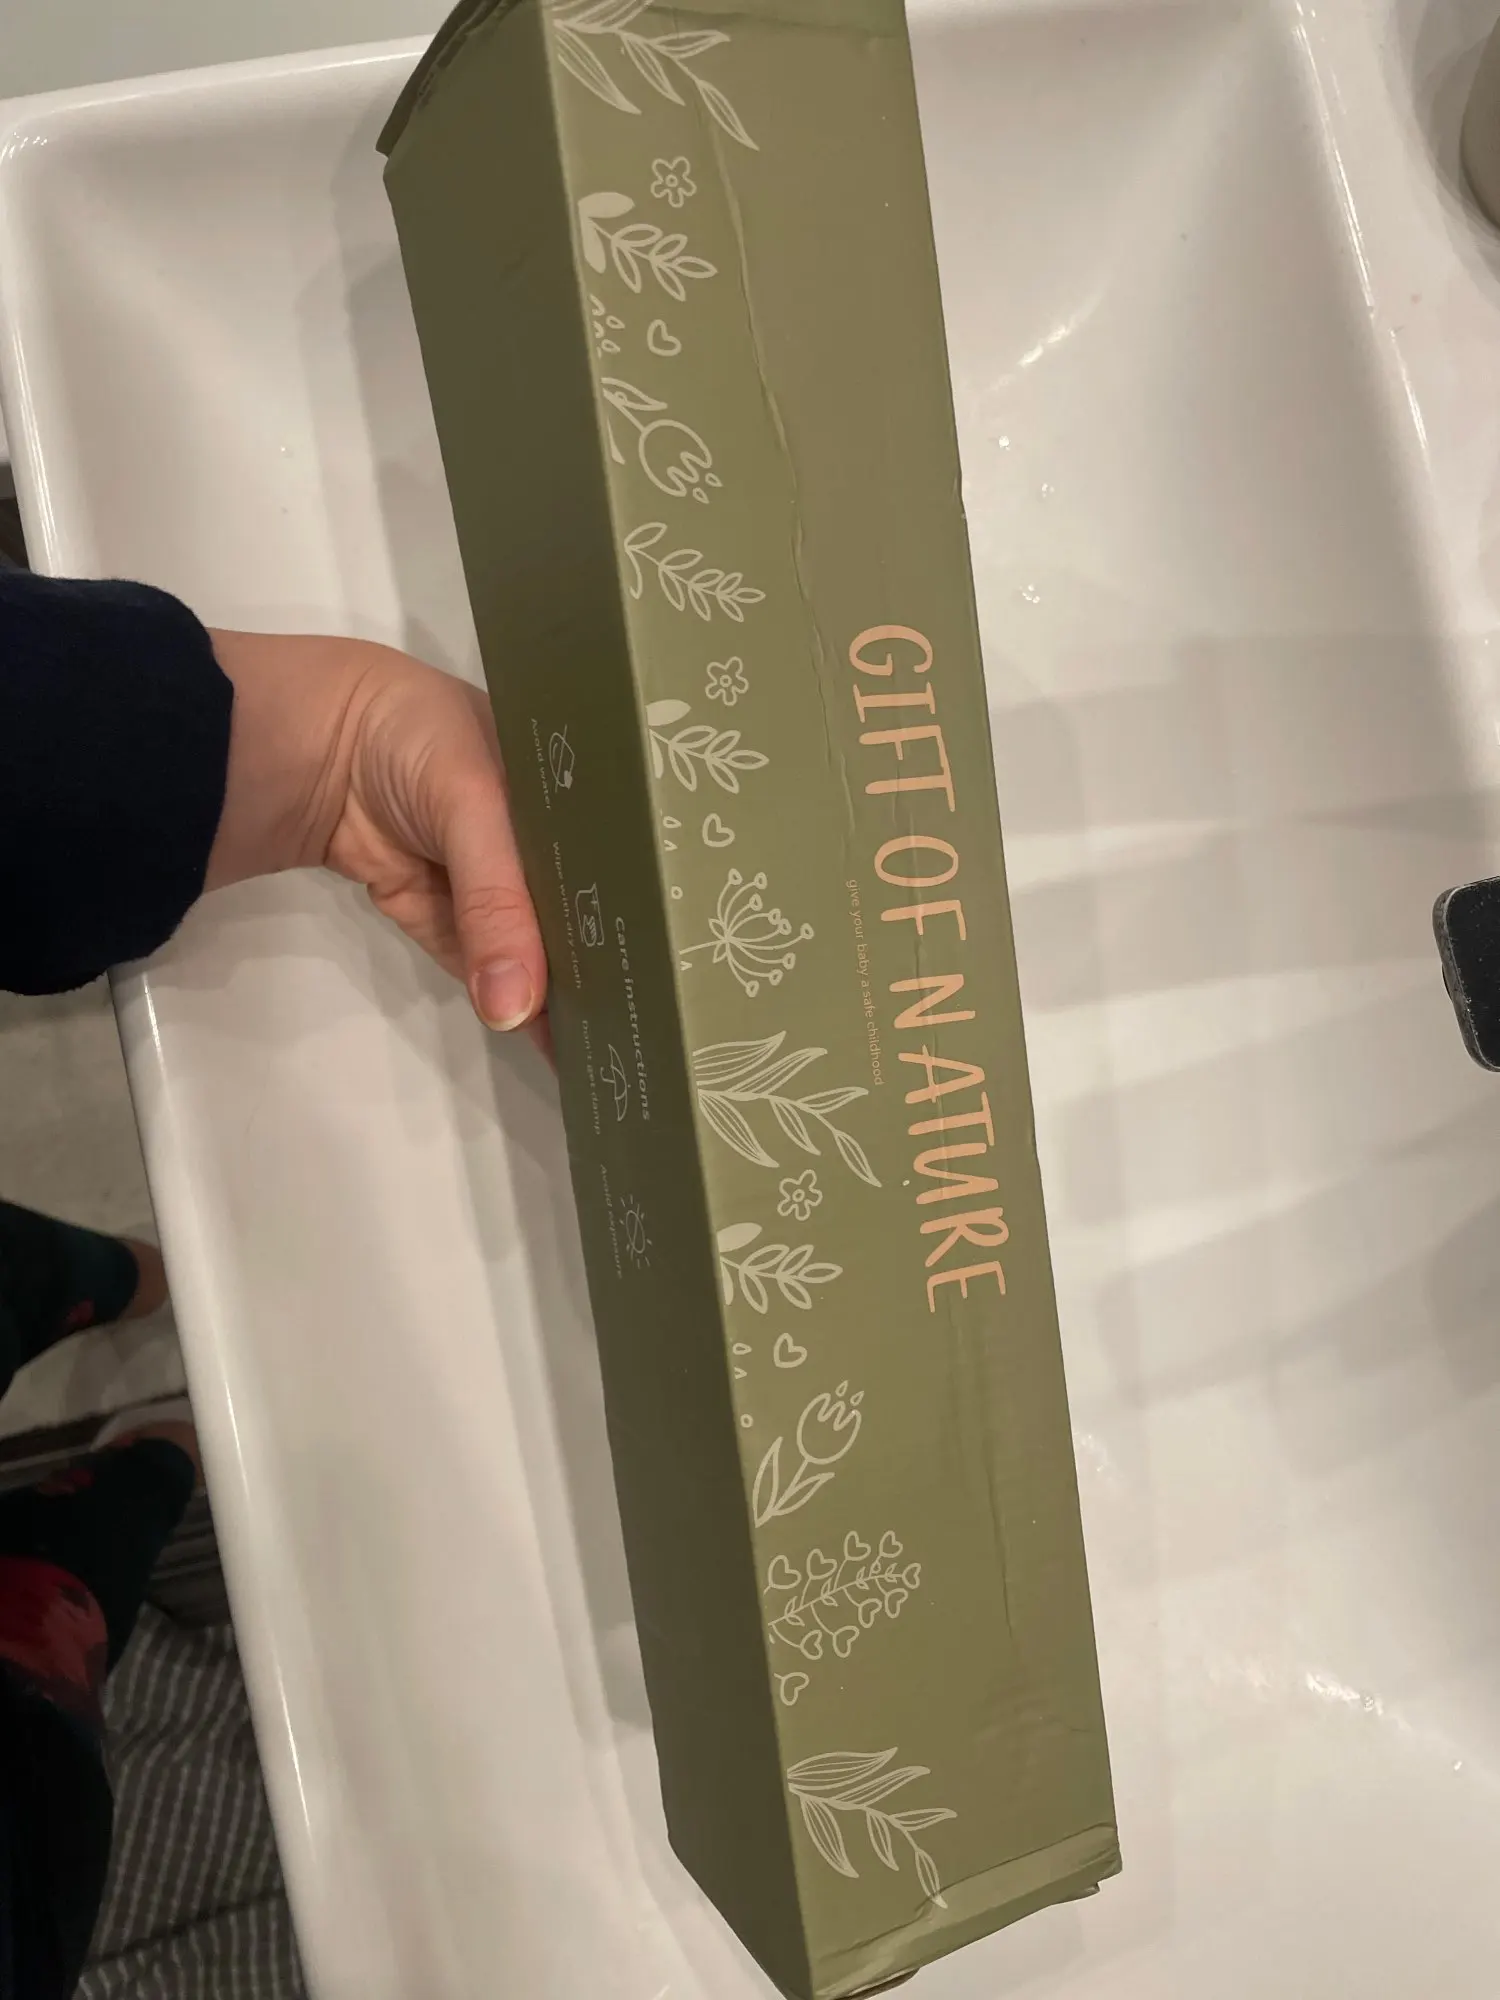 GIFT OF NATURE
give your baby a safe childhood
Care instructions
Avoid water
Wipe with dry cloth
Don't get damp
Avoid exposure